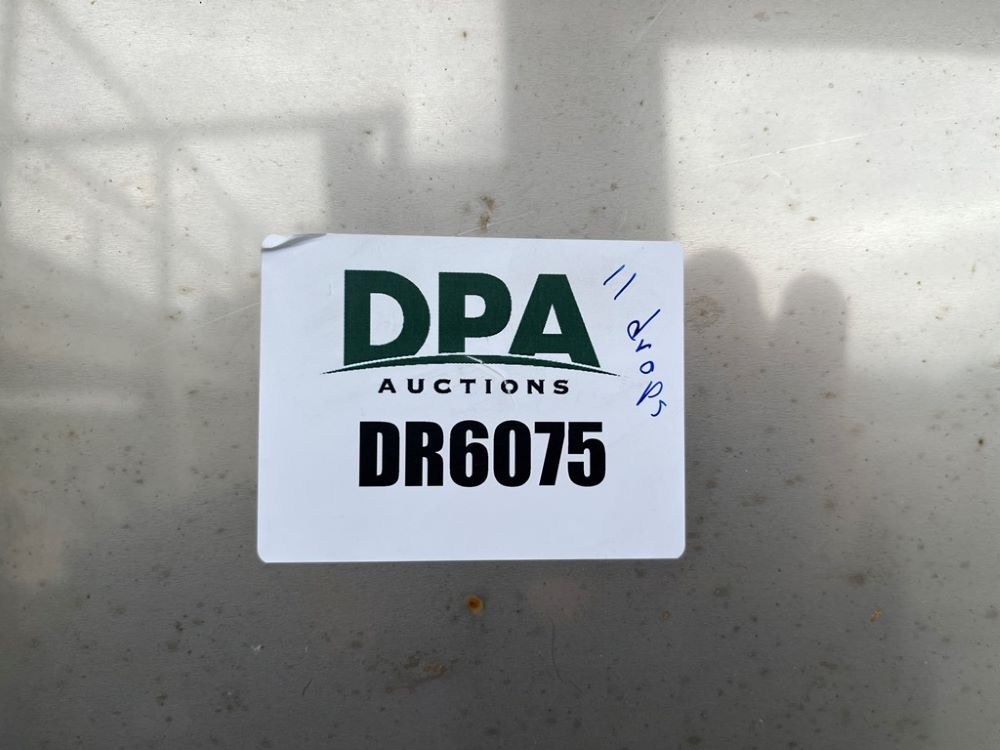 DPA
AUCTIONS
DR6075
11 drops